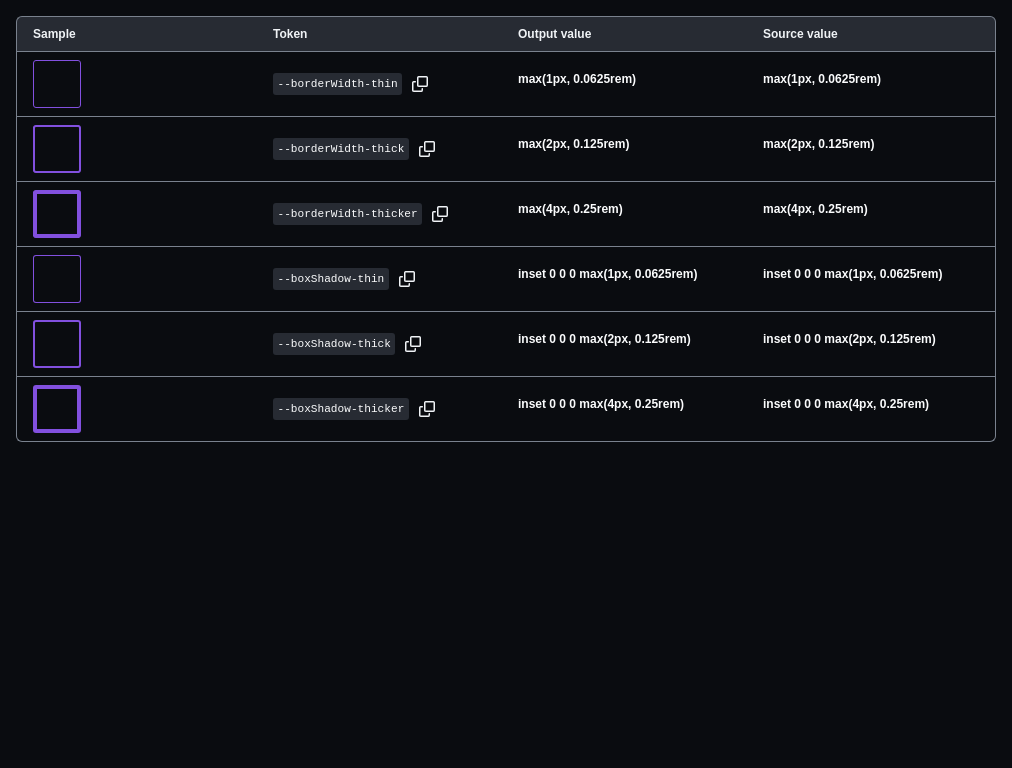 Sample Token Output value Source value
--borderWidth-thin max(1px, 0.0625rem) max(1px, 0.0625rem)
--borderWidth-thick max(2px, 0.125rem) max(2px, 0.125rem)
--borderWidth-thicker max(4px, 0.25rem) max(4px, 0.25rem)
--boxShadow-thin inset 0 0 0 max(1px, 0.0625rem) inset 0 0 0 max(1px, 0.0625rem)
--boxShadow-thick inset 0 0 0 max(2px, 0.125rem) inset 0 0 0 max(2px, 0.125rem)
--boxShadow-thicker inset 0 0 0 max(4px, 0.25rem) inset 0 0 0 max(4px, 0.25rem)